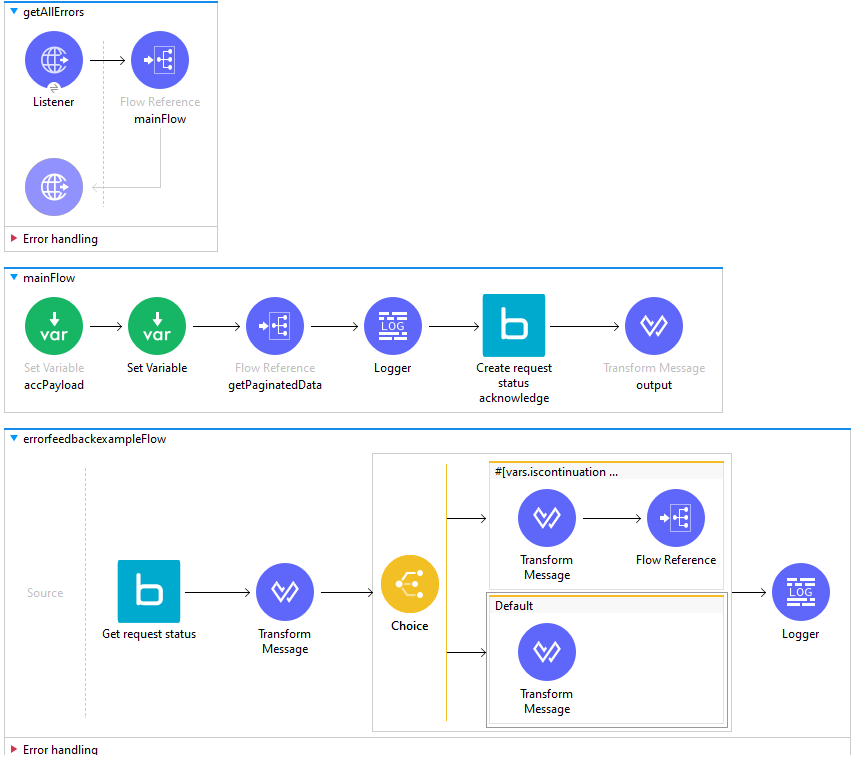 getAllErrors
Listener
Flow Reference
mainFlow
Error handling
mainFlow
var
var
LOG
b
Set Variable
accPayload
Set Variable
Flow Reference
getPaginatedData
Logger
Create request
status
acknowledge
Transform Message
output
errorfeedbackexampleFlow
Source
b
Get request status
Transform
Message
Choice
#[vars.iscontinuation ...
Transform
Message
Flow Reference
Default
Transform
Message
LOG
Logger
Error handling